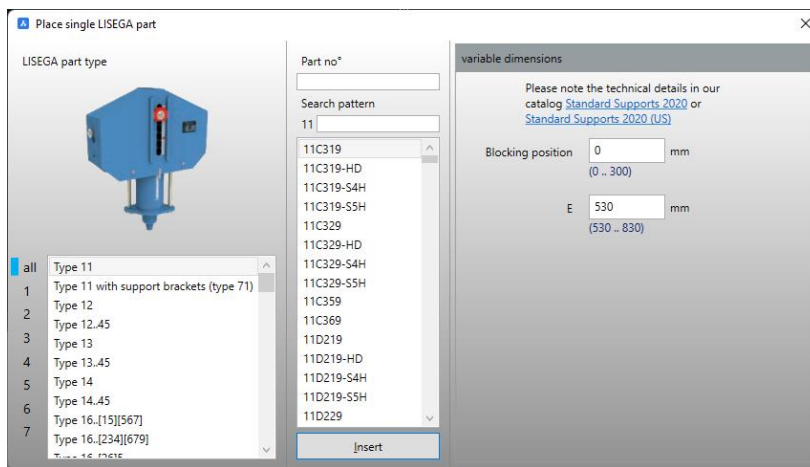 Place single LISEGA part
LISEGA part type
all
1
2
3
4
5
6
7
Type 11
Type 11 with support brackets (type 71)
Type 12
Type 12..45
Type 13
Type 13..45
Type 14
Type 14..45
Type 16..[15][567]
Type 16..[234][679]
Part no°
Search pattern
11
11C319
11C319-HD
11C319-S4H
11C319-S5H
11C329
11C329-HD
11C329-S4H
11C329-S5H
11C359
11C369
11D219
11D219-HD
11D219-S4H
11D219-S5H
11D229
Insert
variable dimensions
Please note the technical details in our
catalog Standard Supports 2020 or
Standard Supports 2020 (US)
Blocking position 0 mm
(0 .. 300)
E 530 mm
(530 .. 830)